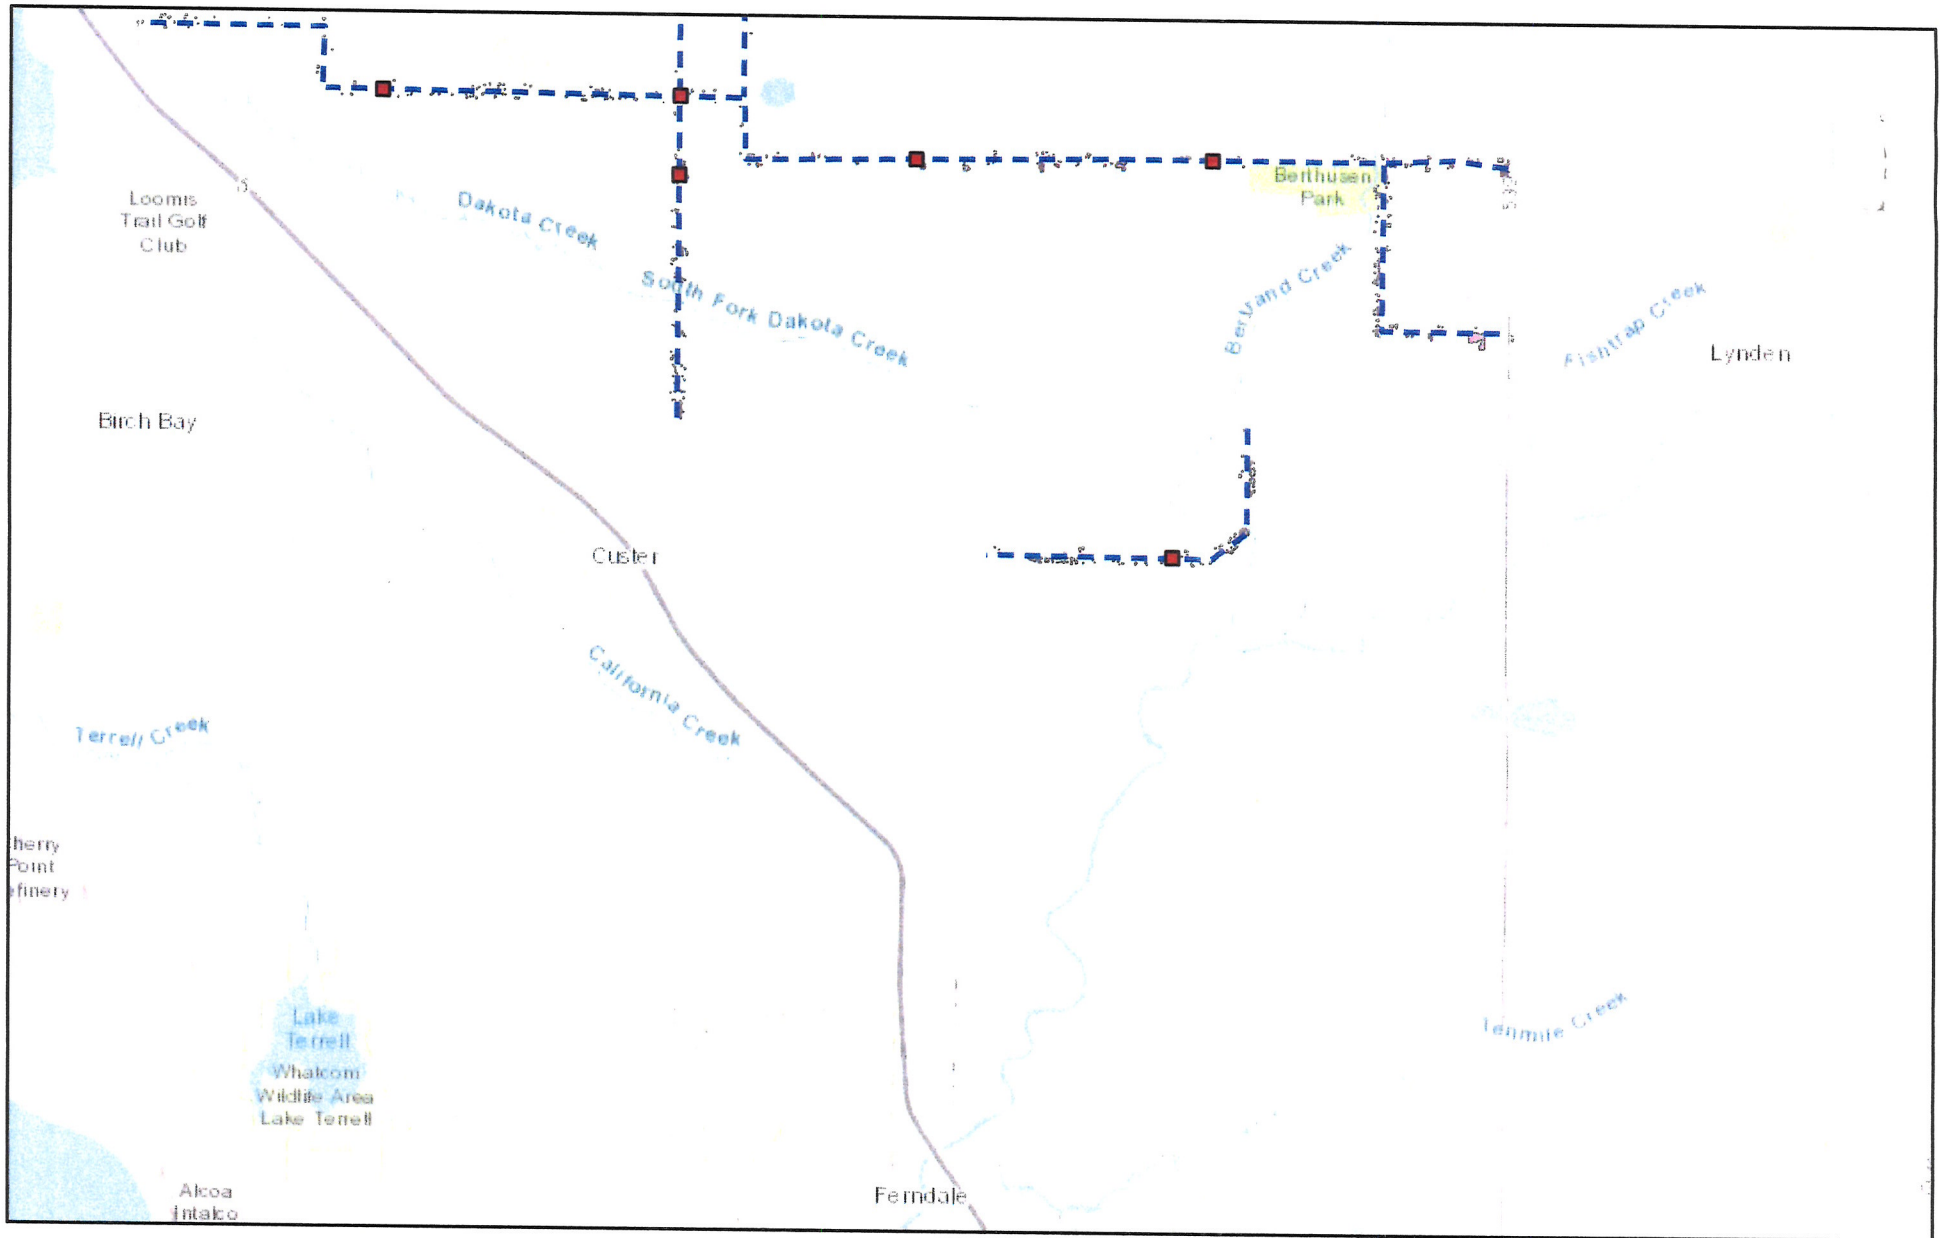 5
Loomis
Trail Golf
Club
Dakota Creek
South Fork Dakota Creek
Berthusen
Park
539
Bertrand Creek
Fishtrap Creek
Lynden
Birch Bay
Custer
California Creek
Terrell Creek
herry
Point
efinery
Lake
Terrell
Whatcom
Wildlife Area
Lake Terrell
Tenmile Creek
Alcoa
Intalco
Ferndale